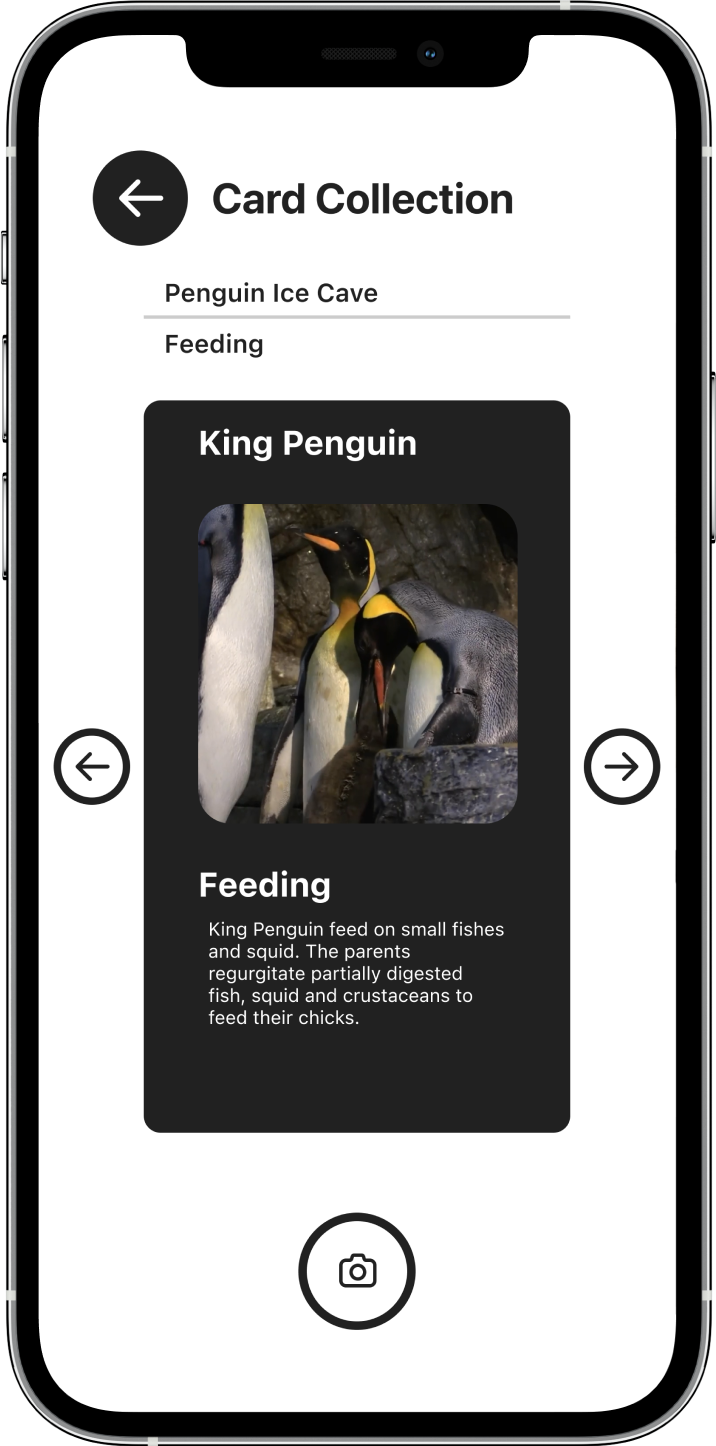 Card Collection
Penguin Ice Cave
Feeding
King Penguin
Feeding
King Penguin feed on small fishes
and squid. The parents
regurgitate partially digested
fish, squid and crustaceans to
feed their chicks.